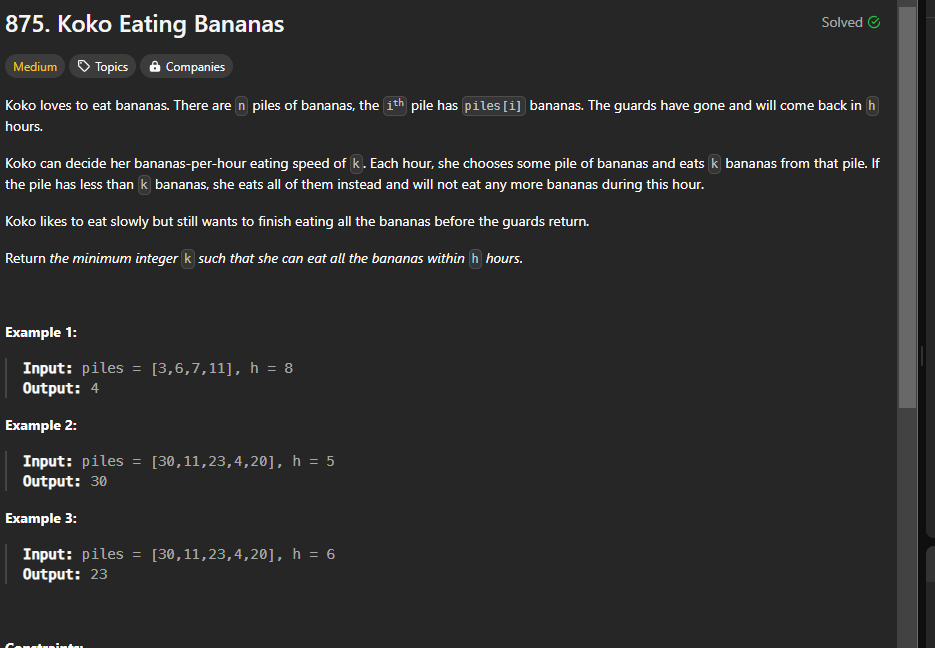 875. Koko Eating Bananas
Solved
Medium
Topics
Companies
Koko loves to eat bananas. There are n piles of bananas, the ith pile has piles[i] bananas. The guards have gone and will come back in h
hours.
Koko can decide her bananas-per-hour eating speed of k. Each hour, she chooses some pile of bananas and eats k bananas from that pile. If
the pile has less than k bananas, she eats all of them instead and will not eat any more bananas during this hour.
Koko likes to eat slowly but still wants to finish eating all the bananas before the guards return.
Return the minimum integer k such that she can eat all the bananas within h hours.
Example 1:
Input: piles = [3,6,7,11], h = 8
Output: 4
Example 2:
Input: piles = [30,11,23,4,20], h = 5
Output: 30
Example 3:
Input: piles = [30,11,23,4,20], h = 6
Output: 23
Constraints: